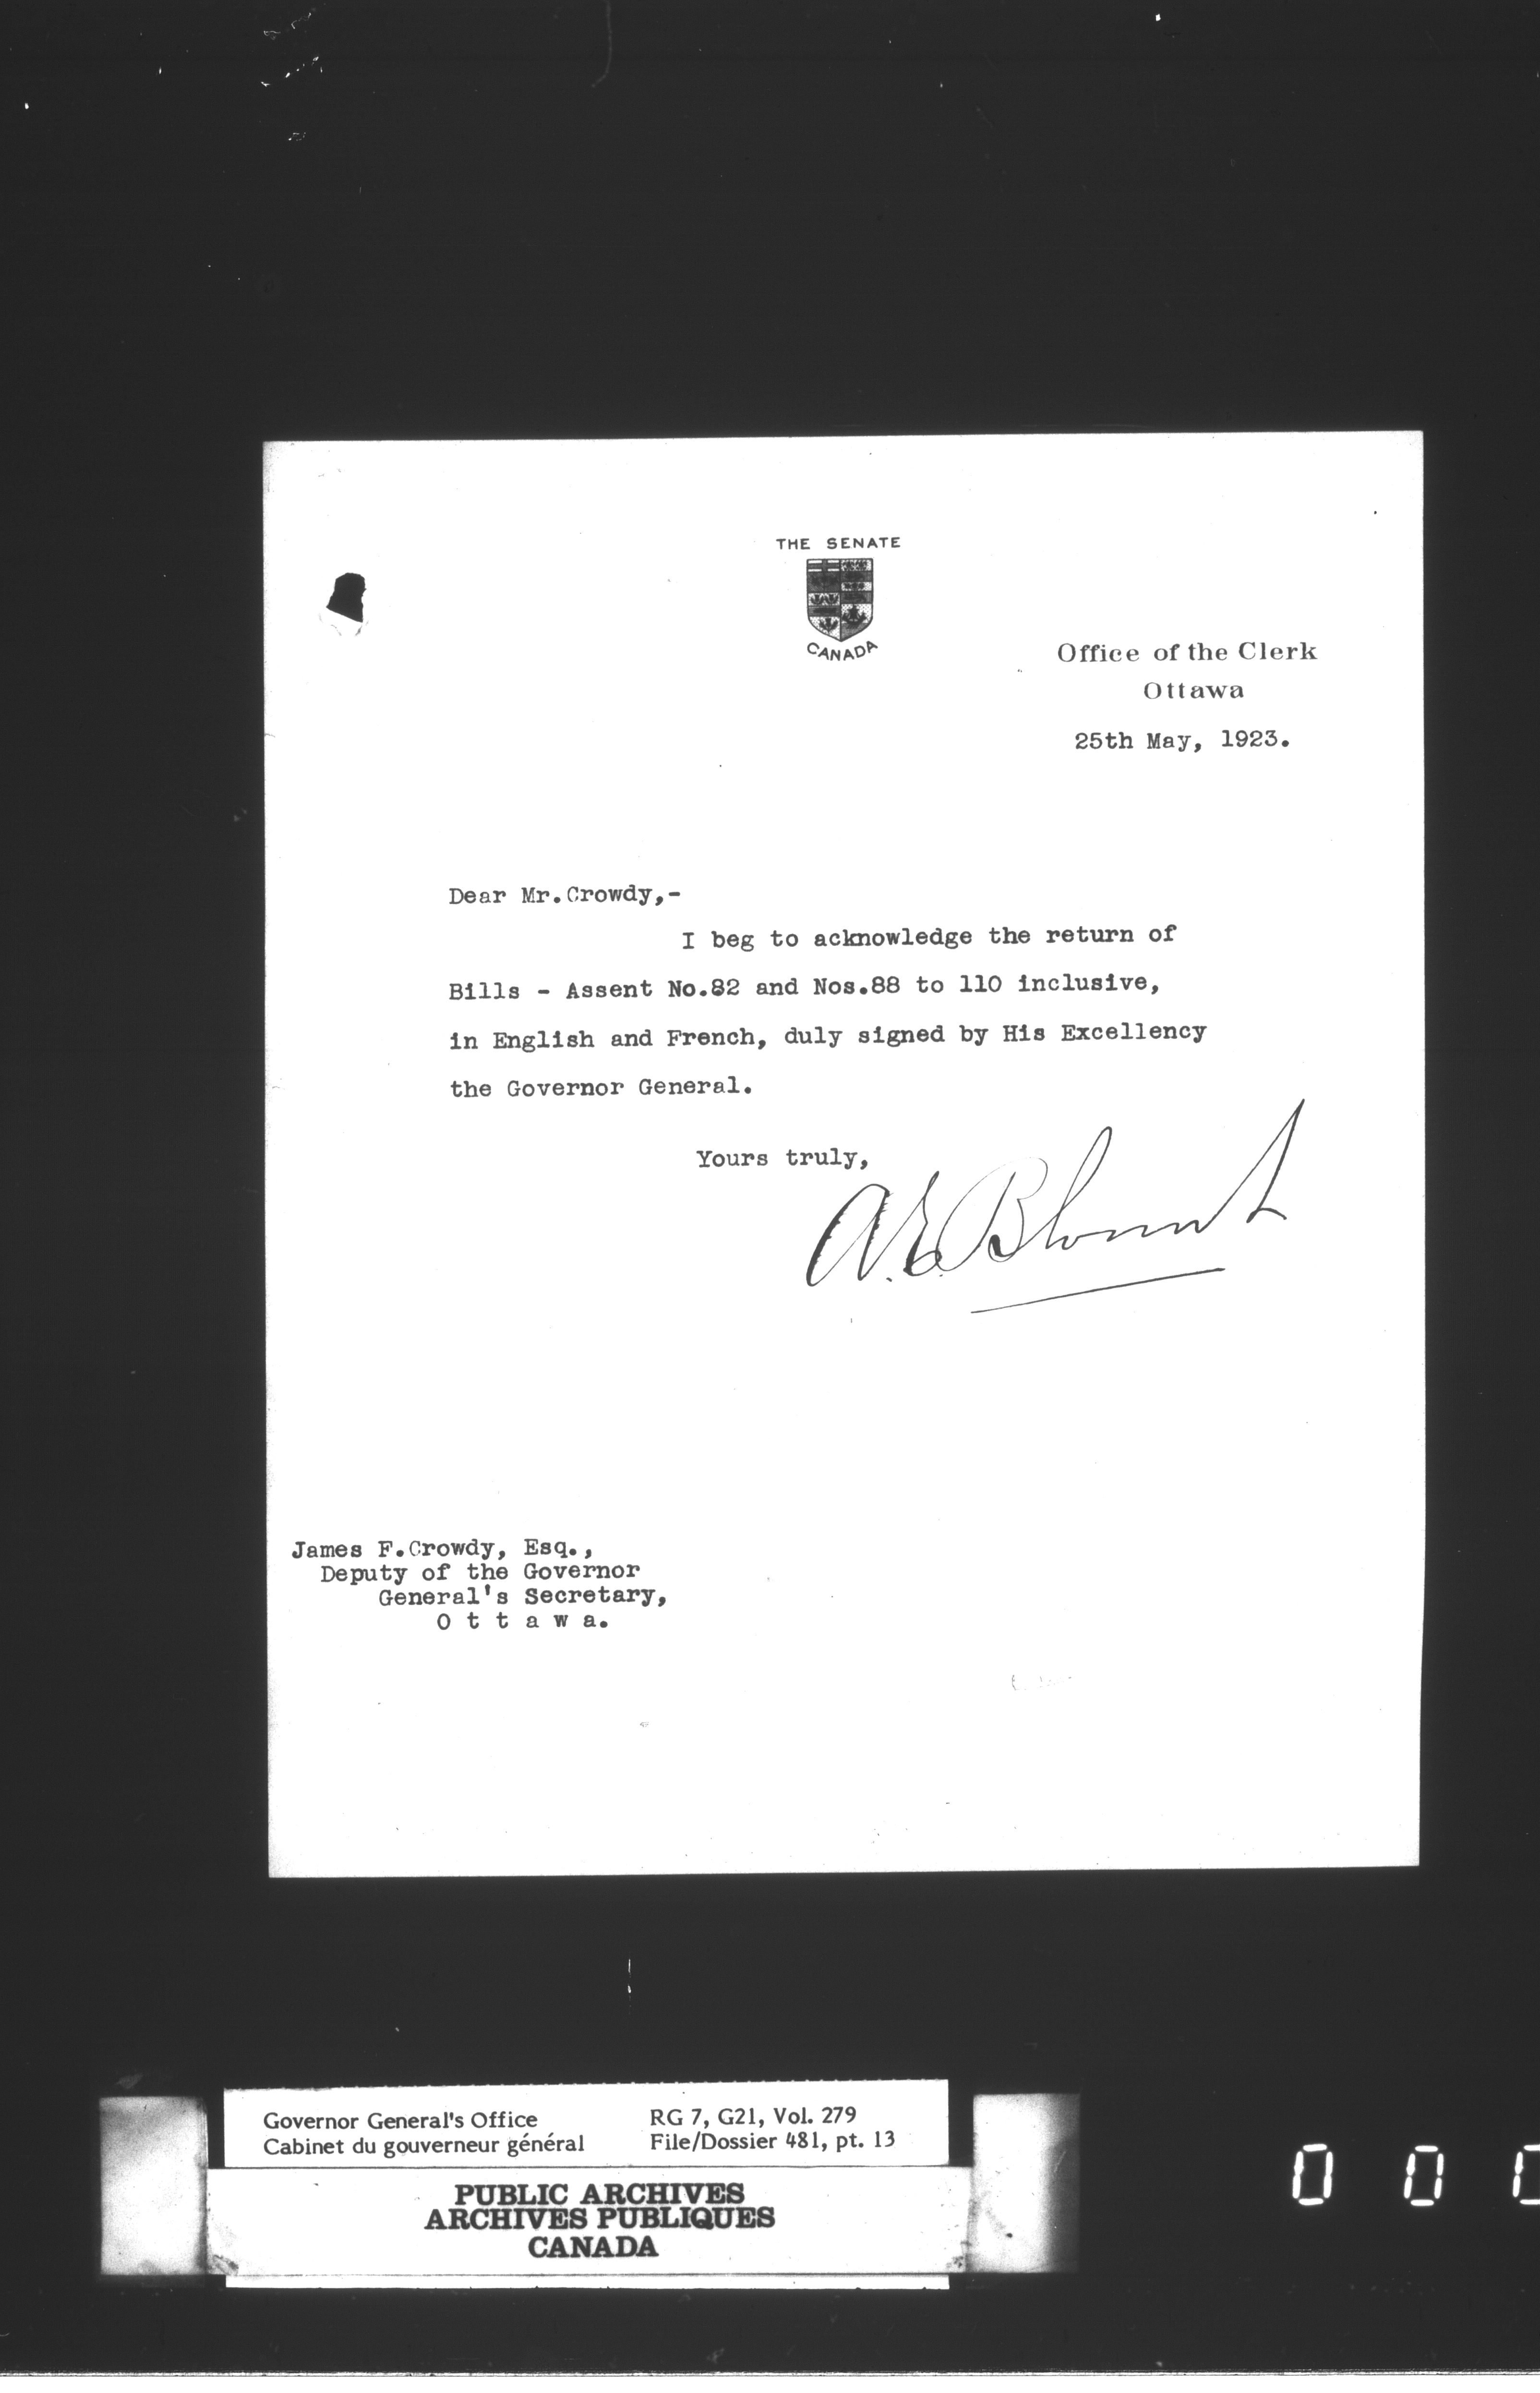 THE SENATE
CANADA
Office of the Clerk
Ottawa
25th May, 1923.
Dear Mr.Crowdy,-
I beg to acknowledge the return of
Bills - Assent No.82 and Nos.88 to 110 inclusive,
in English and French, duly signed by His Excellency
the Governor General.
Yours truly,
A.E. Blount
James F.Crowdy, Esq.,
Deputy of the Governor
General's Secretary,
O t t a w a.
Governor General's Office
Cabinet du gouverneur général
RG 7, G21, Vol. 279
File/Dossier 481, pt. 13
PUBLIC ARCHIVES
ARCHIVES PUBLIQUES
CANADA
0 0